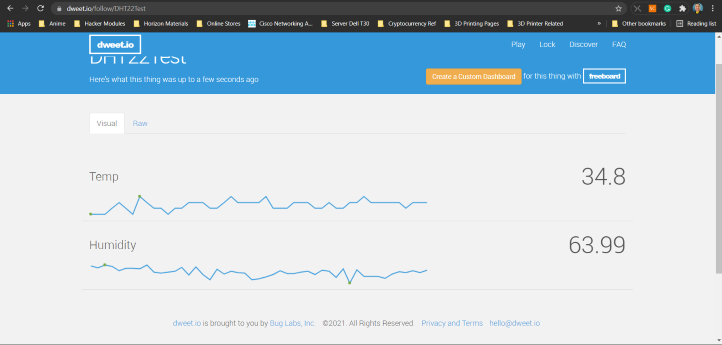 dweet.io/follow/DHT22Test
Apps Anime Hacker Modules Horizon Materials Online Stores Cisco Networking A... Server Dell T30 Cryptocurrency Ref 3D Printing Pages 3D Printer Related » Other bookmarks Reading list
dweet.io Play Lock Discover FAQ
DHT22Test
Here's what this thing was up to a few seconds ago
Create a Custom Dashboard for this thing with freeboard
Visual Raw
Temp 34.8
Humidity 63.99
dweet.io is brought to you by Bug Labs, Inc. ©2021. All Rights Reserved. Privacy and Terms hello@dweet.io